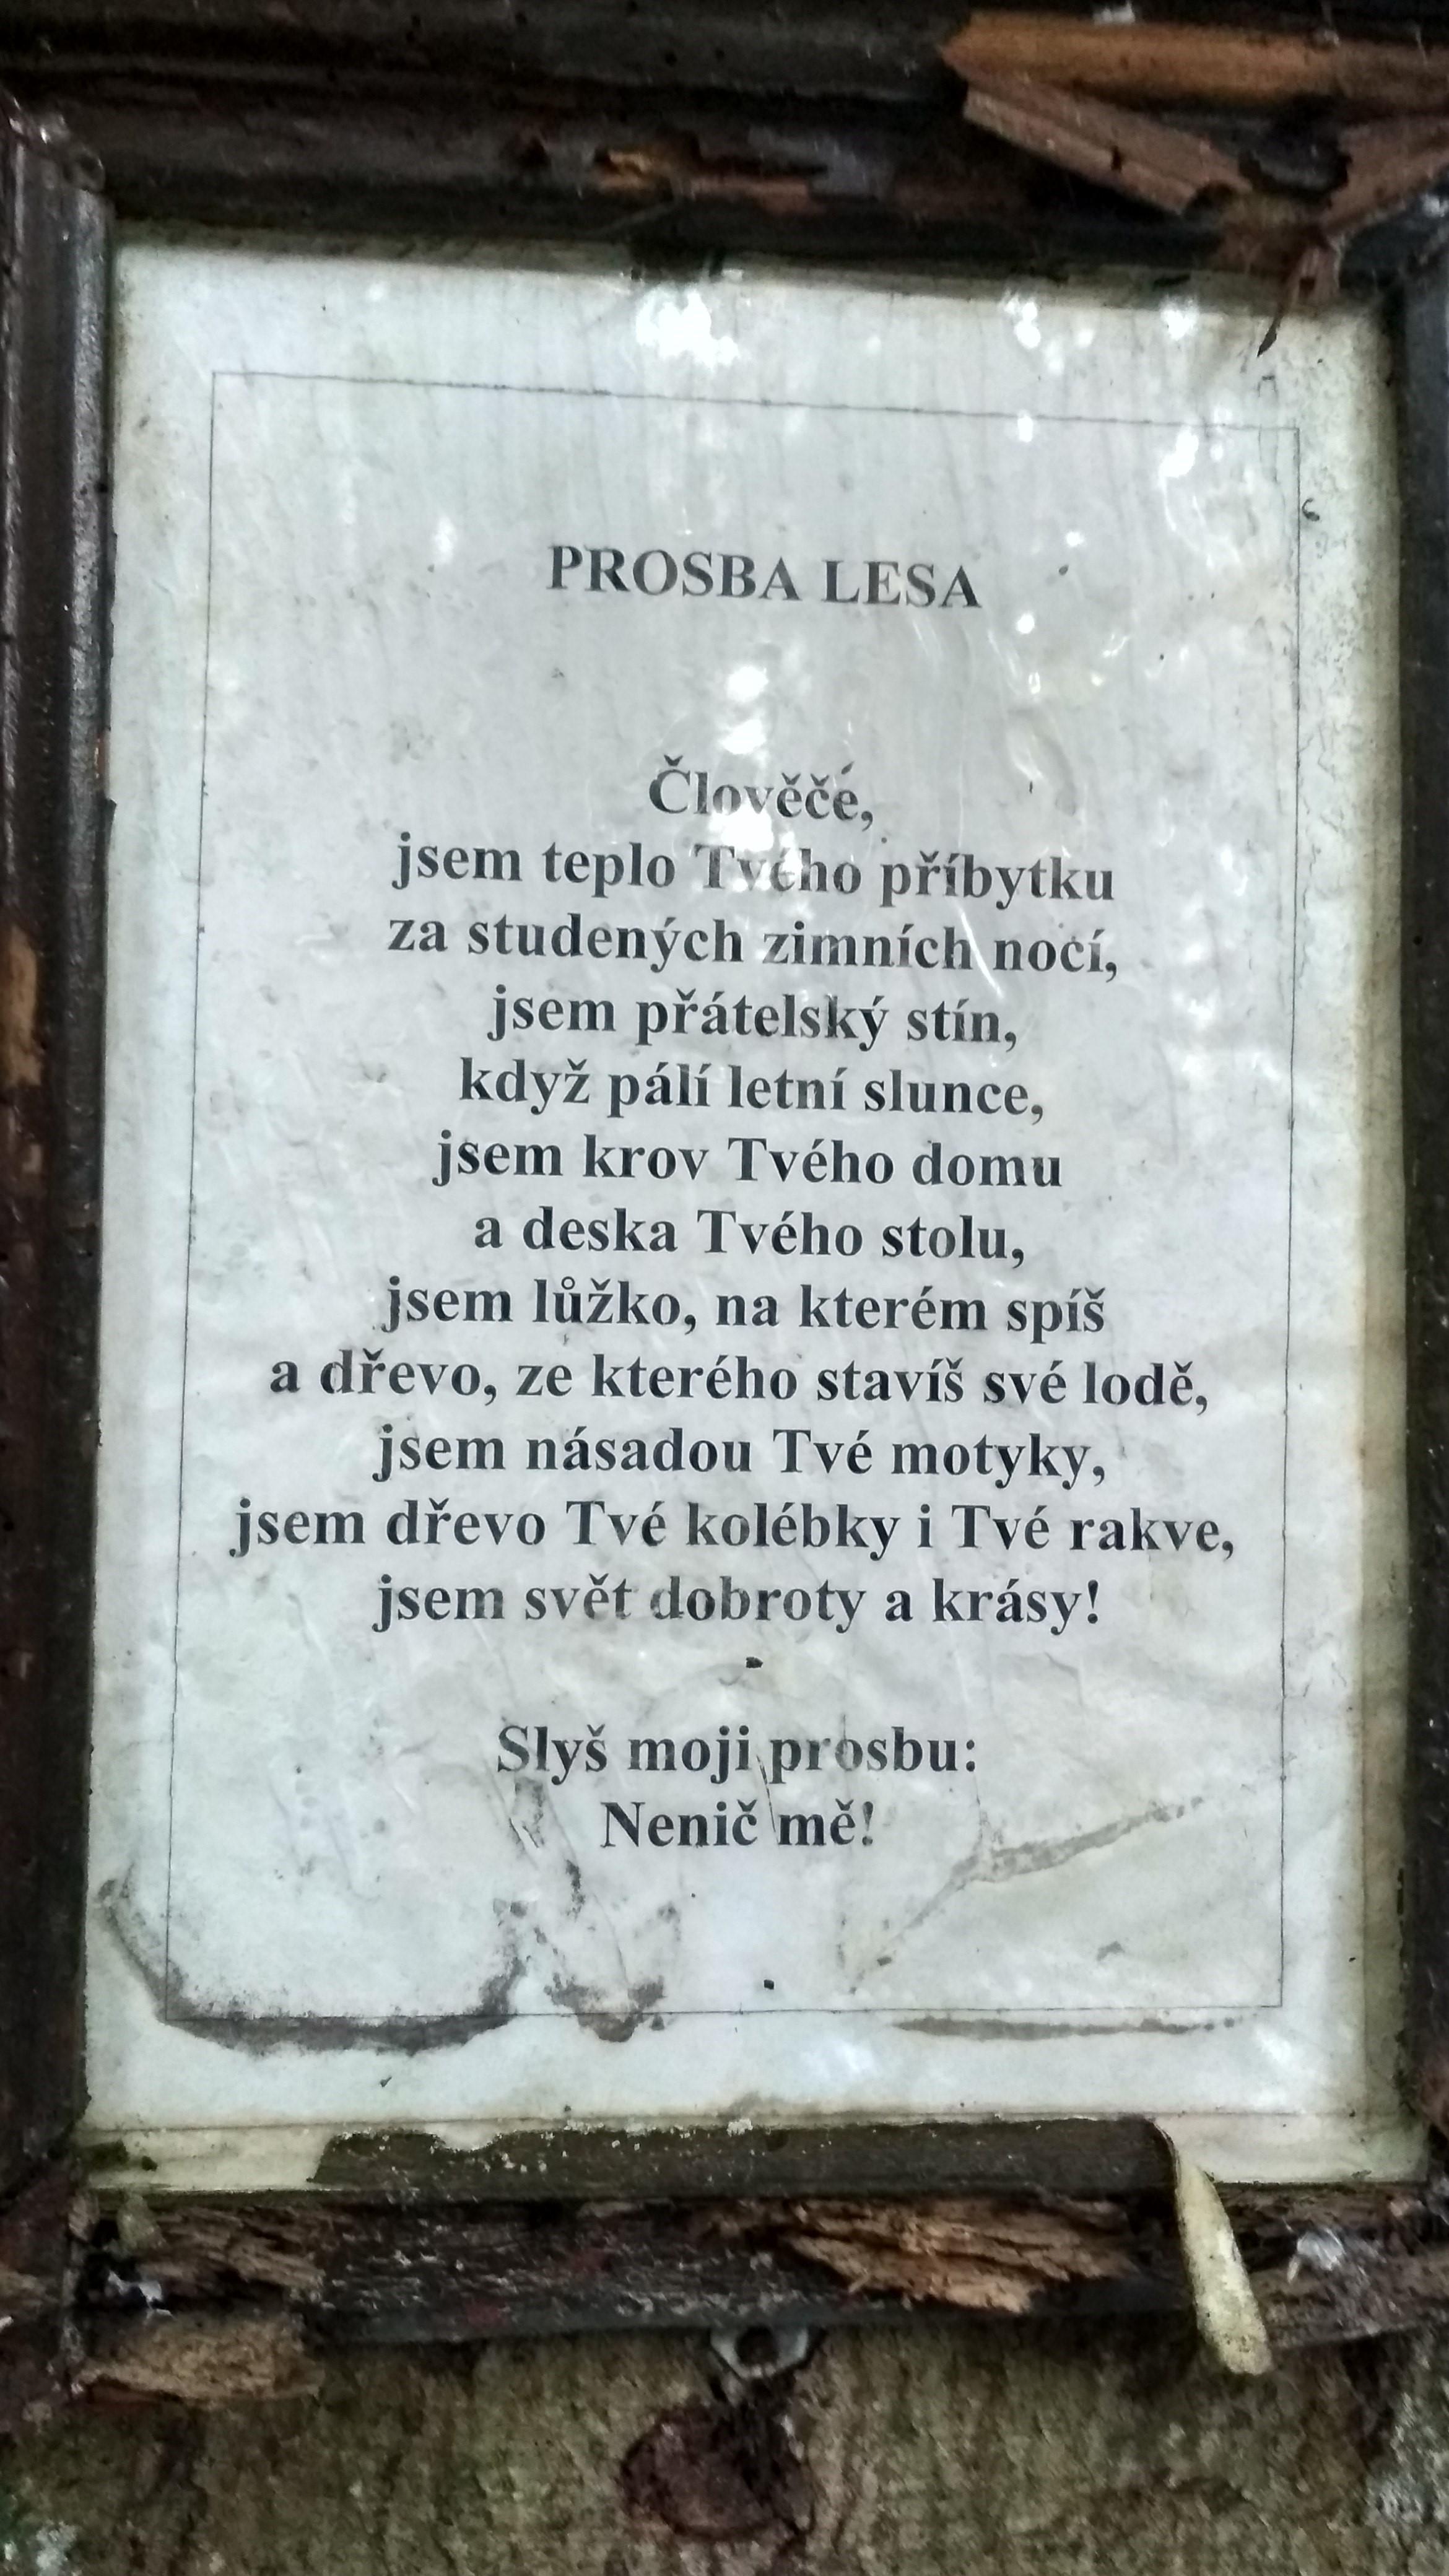 PROSBA LESA
Člověče,
jsem teplo Tvého příbytku
za studených zimních nocí,
jsem přátelský stín,
když pálí letní slunce,
jsem krov Tvého domu
a deska Tvého stolu,
jsem lůžko, na kterém spíš
a dřevo, ze kterého stavíš své lodě,
jsem násadou Tvé motyky,
jsem dřevo Tvé kolébky i Tvé rakve,
jsem svět dobroty a krásy!
Slyš moji prosbu:
Nenič mě!